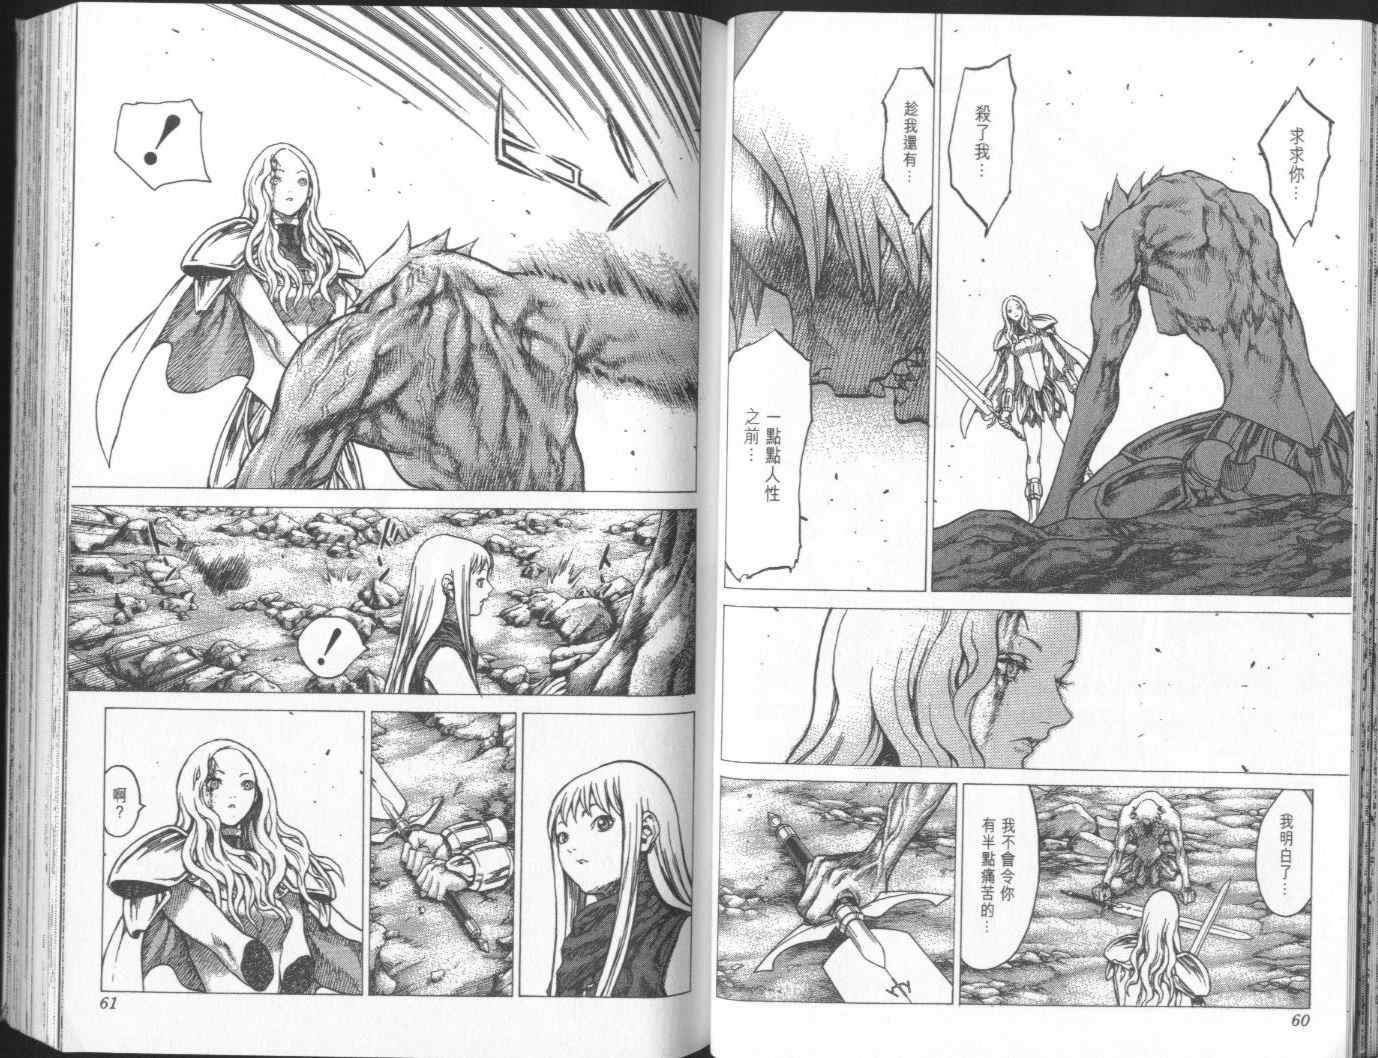 求求你…
殺了我…
趁我還有…
一點點人性
之前…
我明白了…
我不會令你
有半點痛苦的…
60
!
!
啊?
61